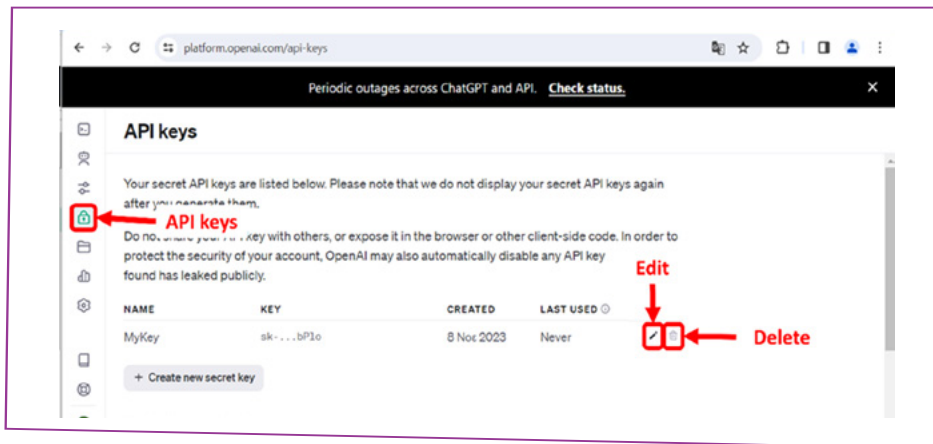 platform.openai.com/api-keys
Periodic outages across ChatGPT and API. Check status.
API keys
Your secret API keys are listed below. Please note that we do not display your secret API keys again
after you generate them.
API keys
Do not share your API key with others, or expose it in the browser or other client-side code. In order to
protect the security of your account, OpenAI may also automatically disable any API key
found has leaked publicly.
Edit
NAME KEY CREATED LAST USED
MyKey sk-...bPlo 8 Noε 2023 Never
Delete
+ Create new secret key